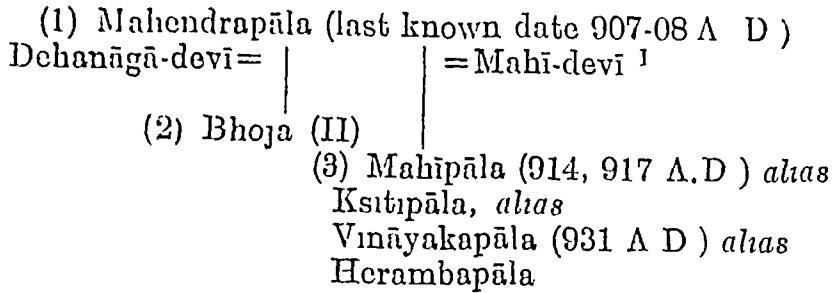 (1) Mahendrapāla (last known date 907-08 A D )
Dehanāgā-devī= =Mahī-devī ¹
(2) Bhoja (II)
(3) Mahīpāla (914, 917 A.D ) alias
Ksitipāla, alias
Vināyakapāla (931 A D ) alias
Herambapāla